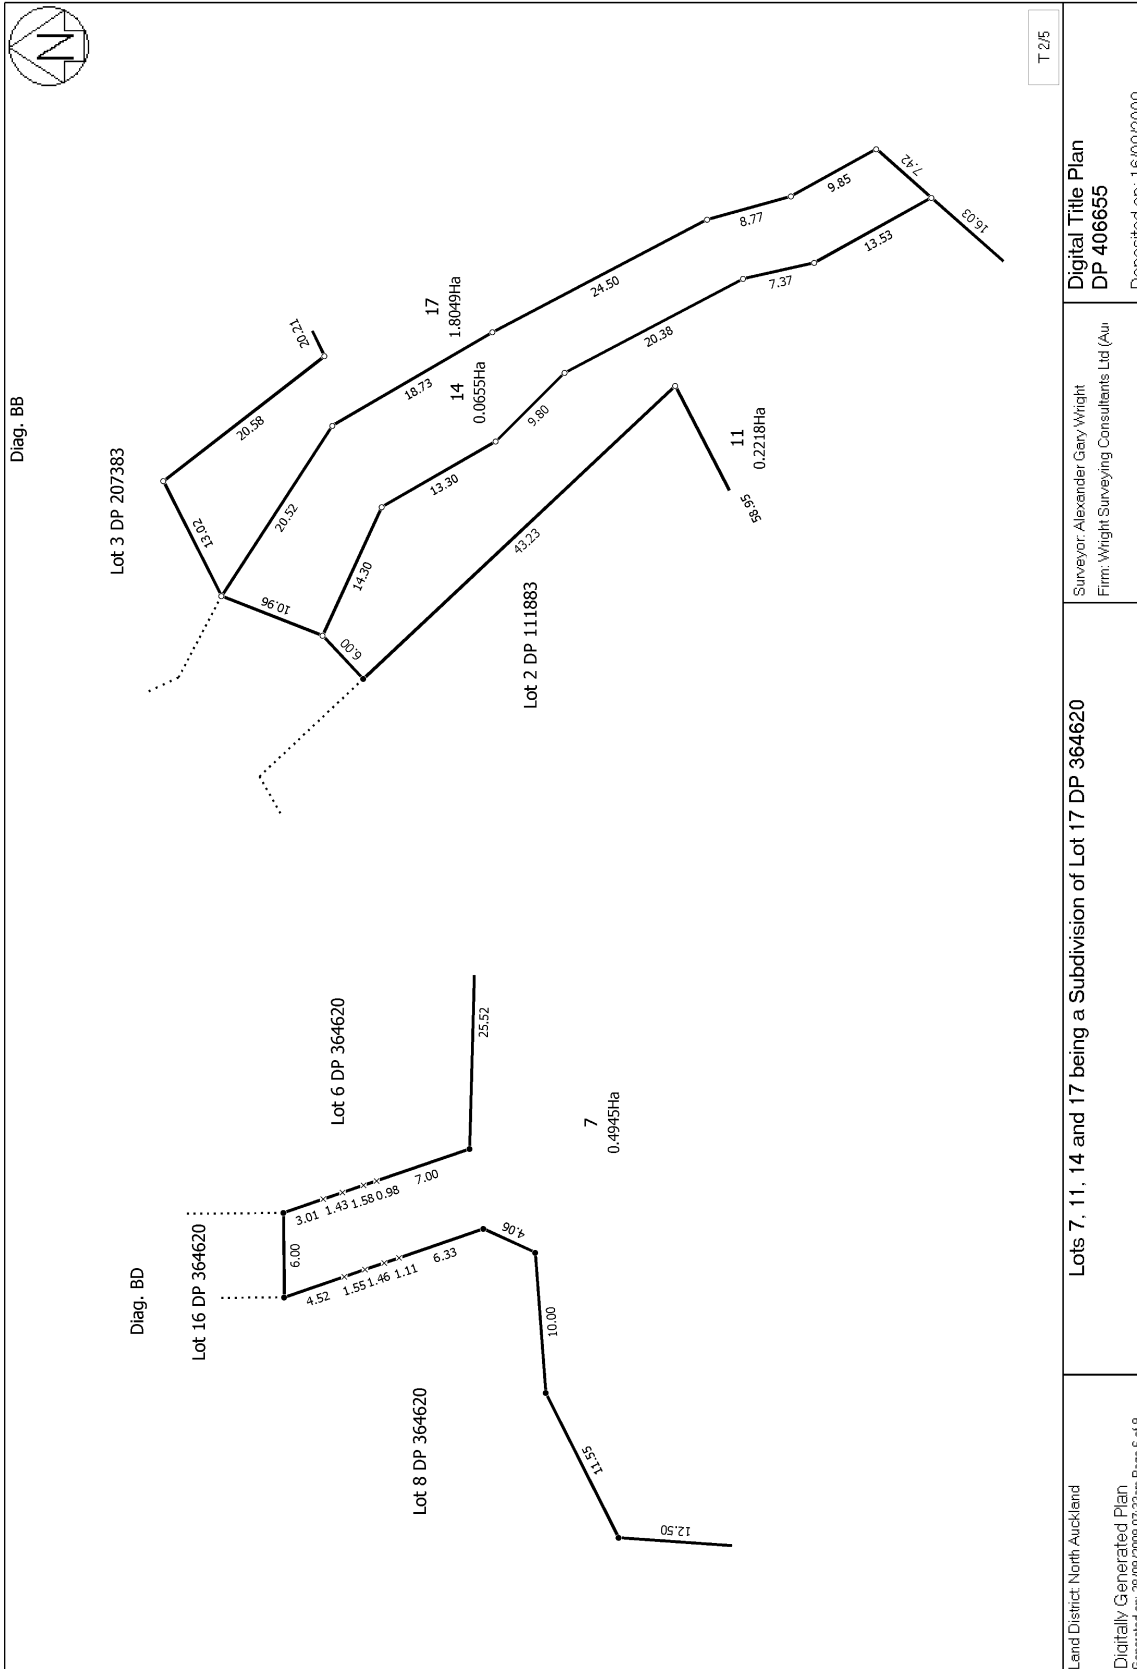 Diag. BB
N
Lot 3 DP 207383
13.02
20.58
20.21
10.96
20.52
18.73
17
1.8049Ha
24.50
8.77
9.85
7.42
16.03
14
0.0655Ha
6.00
14.30
13.30
9.80
20.38
7.37
13.53
43.23
58.95
11
0.2218Ha
Lot 2 DP 111883
Diag. BD
Lot 16 DP 364620
Lot 6 DP 364620
6.00
3.01
1.43
1.58
0.98
7.00
25.52
4.52
1.55
1.46
1.11
6.33
4.06
10.00
11.55
12.50
7
0.4945Ha
Lot 8 DP 364620
T 2/5
Land District: North Auckland
Digitally Generated Plan
Lots 7, 11, 14 and 17 being a Subdivision of Lot 17 DP 364620
Surveyor: Alexander Gary Wright
Firm: Wright Surveying Consultants Ltd
Digital Title Plan
DP 406655